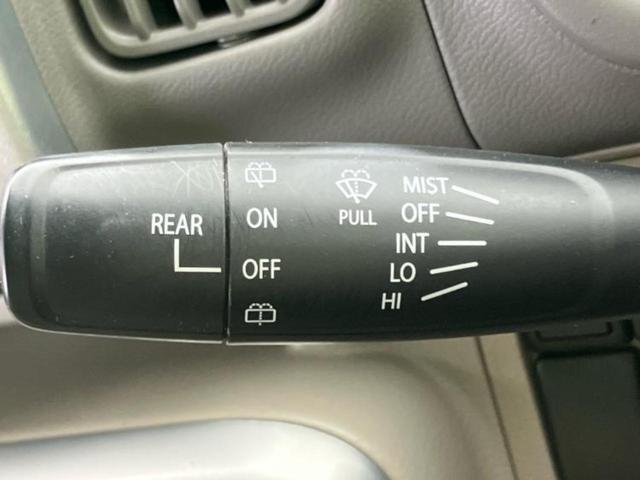 REAR
ON
OFF
PULL
MIST
OFF
INT
LO
HI